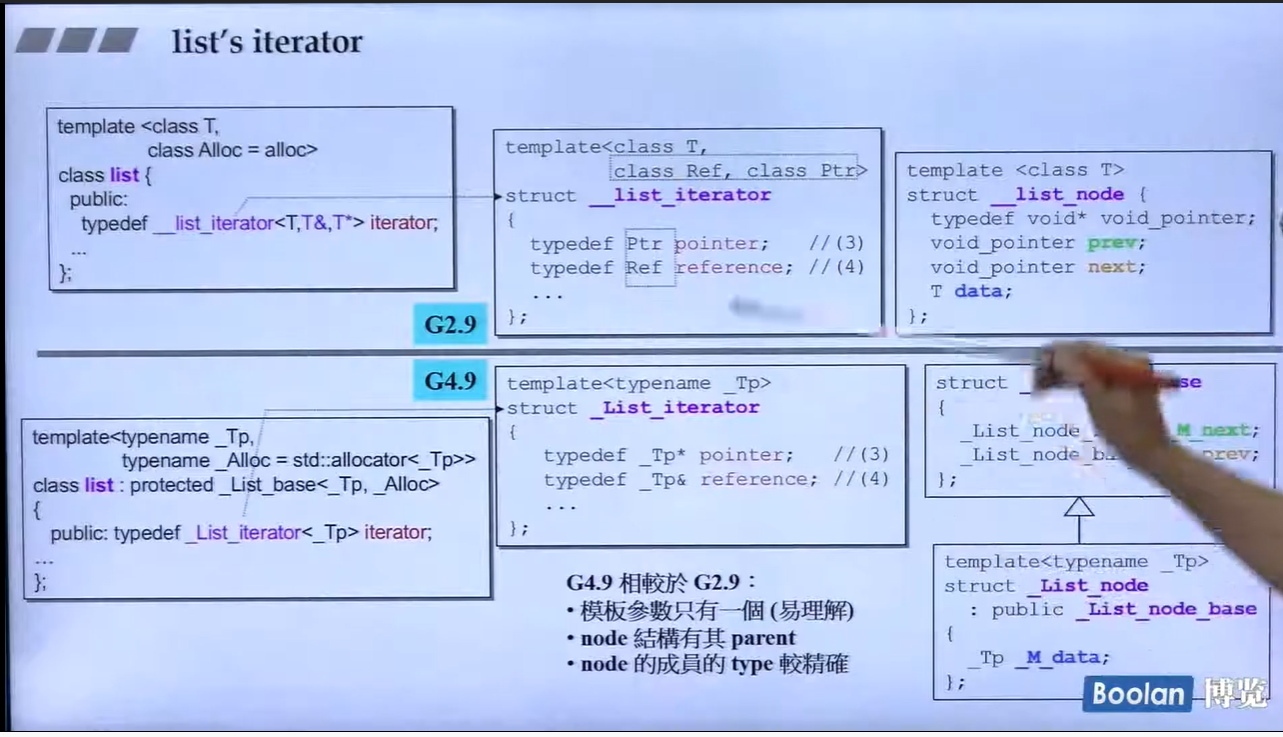 list's iterator
template <class T,
class Alloc = alloc>
class list {
public:
typedef __list_iterator<T,T&,T*> iterator;
...
};
template<class T,
class Ref, class Ptr>
struct __list_iterator
{
typedef Ptr pointer; //(3)
typedef Ref reference; //(4)
...
};
template <class T>
struct __list_node {
typedef void* void_pointer;
void_pointer prev;
void_pointer next;
T data;
};
G2.9
G4.9
template<typename _Tp,
typename _Alloc = std::allocator<_Tp>>
class list : protected _List_base<_Tp, _Alloc>
{
public: typedef _List_iterator<_Tp> iterator;
...
};
template<typename _Tp>
struct _List_iterator
{
typedef _Tp* pointer; //(3)
typedef _Tp& reference; //(4)
...
};
struct
{
_List_node_ M_next;
_List_node_ba prev;
};
template<typename _Tp>
struct _List_node
: public _List_node_base
{
_Tp _M_data;
};
G4.9 相較於 G2.9：
• 模板參數只有一個 (易理解)
• node 結構有其 parent
• node 的成員的 type 較精確
Boolan 博览